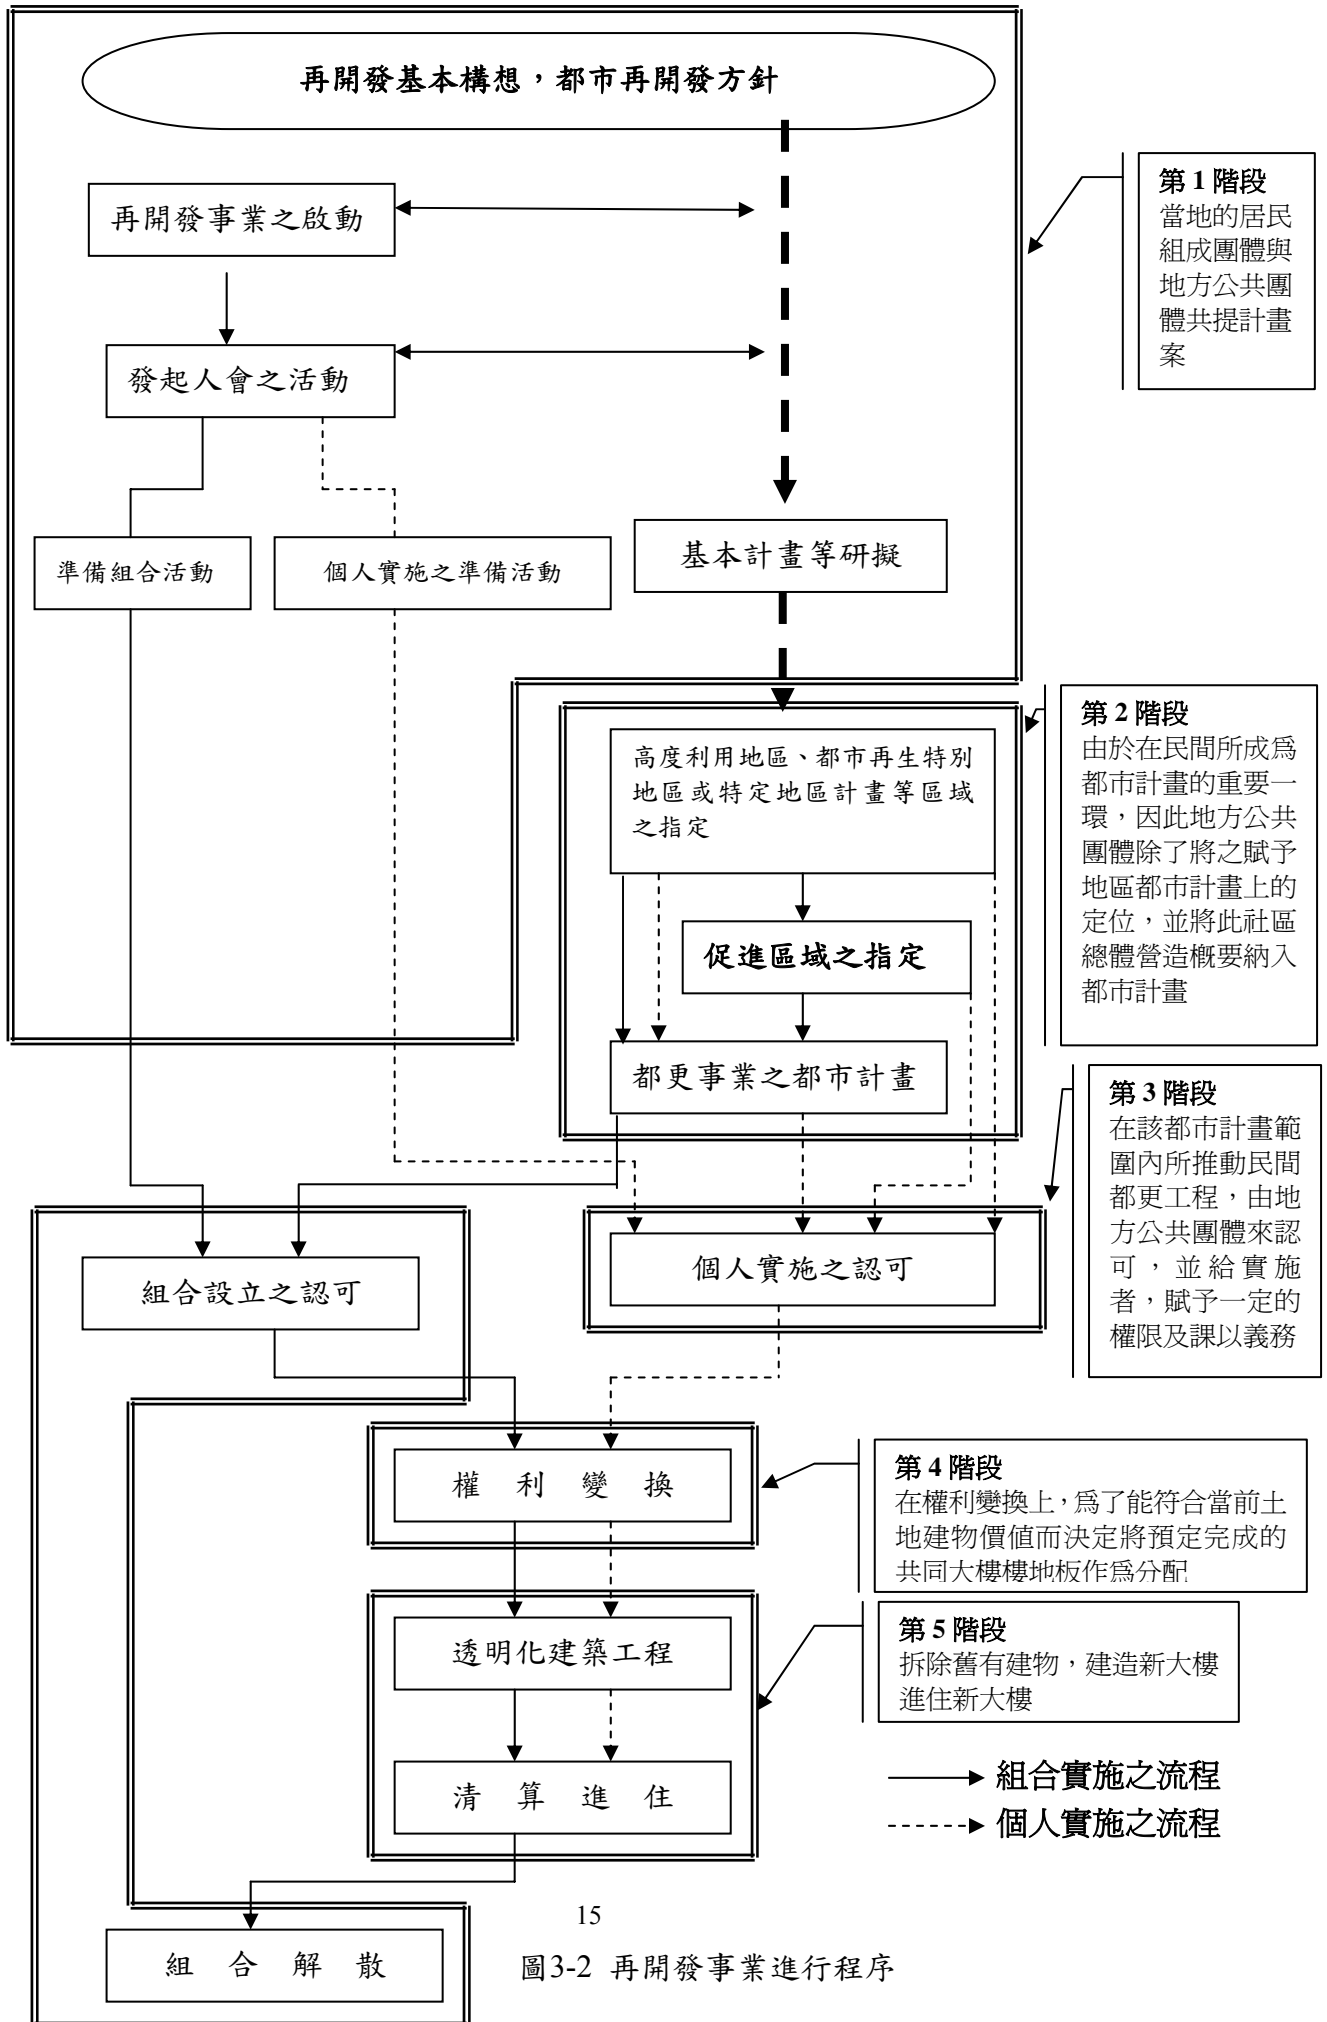 再開發基本構想，都市再開發方針
再開發事業之啟動
發起人會之活動
準備組合活動
個人實施之準備活動
基本計畫等研擬
第 1 階段
當地的居民
組成團體與
地方公共團
體共提計畫
案
高度利用地區、都市再生特別
地區或特定地區計畫等區域
之指定
促進區域之指定
都更事業之都市計畫
第 2 階段
由於在民間所成為
都市計畫的重要一
環，因此地方公共
團體除了將之賦予
地區都市計畫上的
定位，並將此社區
總體營造概要納入
都市計畫
組合設立之認可
個人實施之認可
第 3 階段
在該都市計畫範
圍內所推動民間
都更工程，由地
方公共團體來認
可，並給實施
者，賦予一定的
權限及課以義務
權 利 變 換
第 4 階段
在權利變換上，為了能符合當前土
地建物價值而決定將預定完成的
共同大樓樓地板作為分配
透明化建築工程
清 算 進 住
第 5 階段
拆除舊有建物，建造新大樓
進住新大樓
組合實施之流程
個人實施之流程
組 合 解 散
15
圖3-2 再開發事業進行程序